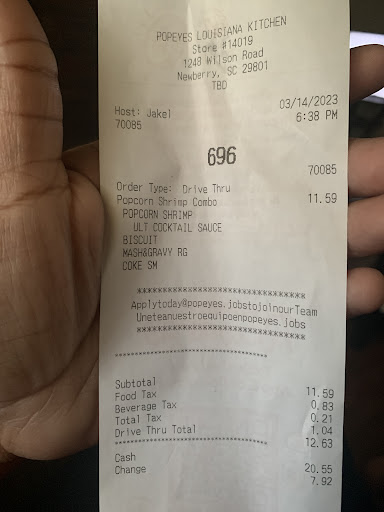 POPEYES LOUISIANA KITCHEN
Store #14019
1248 Wilson Road
Newberry, SC 29801
TBD
Host: Jakel 03/14/2023
70085 6:38 PM
696
70085
Order Type: Drive Thru
Popcorn Shrimp Combo 11.59
POPCORN SHRIMP
ULT COCKTAIL SAUCE
BISCUIT
MASH&GRAVY RG
COKE SM
*******************************
Applytoday@popeyes.jobstojoinourTeam
Uneteanuestroequipoenpopeyes.jobs
*******************************
Subtotal 11.59
Food Tax 0.83
Beverage Tax 0.21
Total Tax 1.04
Drive Thru Total 12.63
Cash 20.55
Change 7.92